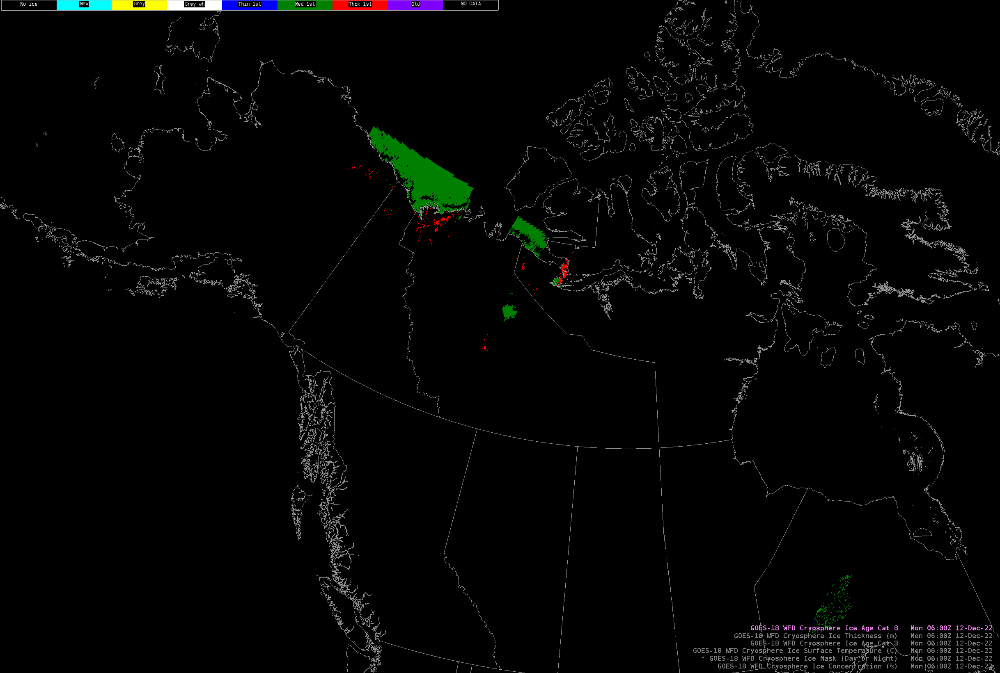 No ice New Grey Grey wh Thin 1st Med 1st Thck 1st Old NO DATA
GOES-18 WFD Cryosphere Ice Age Cat 8 Mon 06:00Z 12-Dec-22
GOES-18 WFD Cryosphere Ice Thickness (m) Mon 06:00Z 12-Dec-22
GOES-18 WFD Cryosphere Ice Age Cat 3 Mon 06:00Z 12-Dec-22
GOES-18 WFD Cryosphere Ice Surface Temperature (C) Mon 06:00Z 12-Dec-22
* GOES-18 WFD Cryosphere Ice Mask (Day or Night) Mon 06:00Z 12-Dec-22
GOES-18 WFD Cryosphere Ice Concentration (%) Mon 06:00Z 12-Dec-22